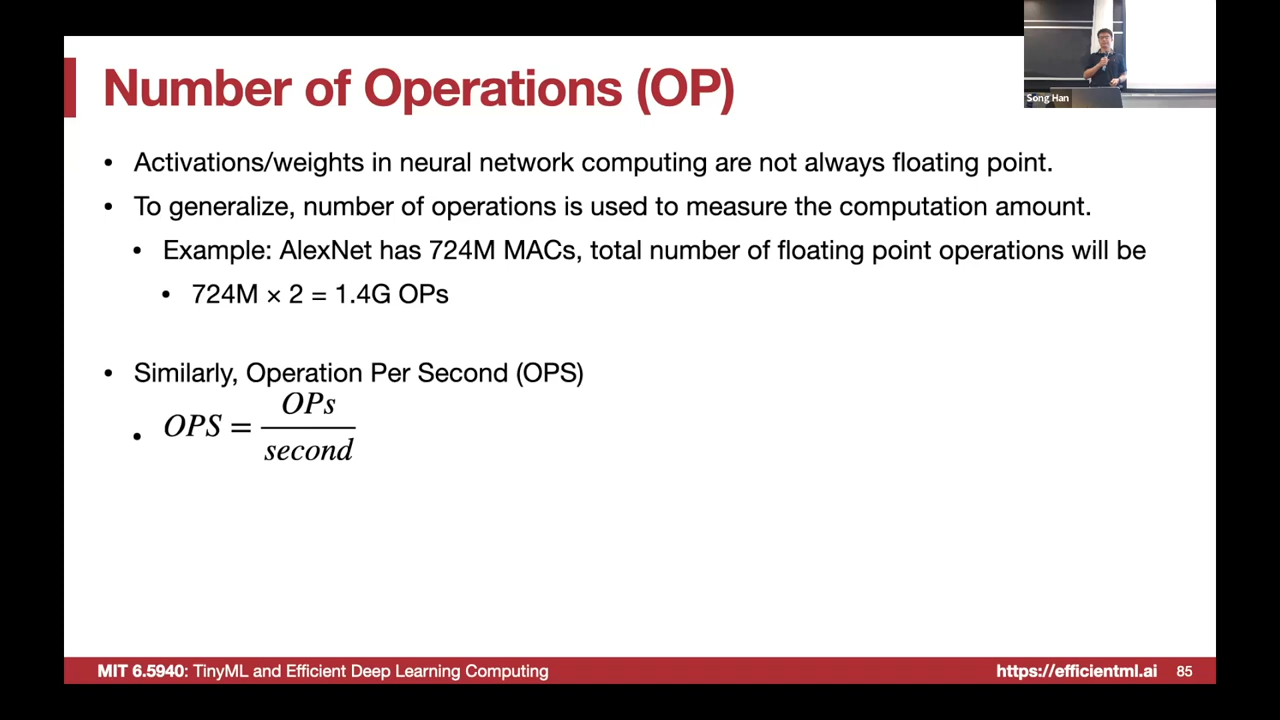 Song Han
Number of Operations (OP)
• Activations/weights in neural network computing are not always floating point.
• To generalize, number of operations is used to measure the computation amount.
• Example: AlexNet has 724M MACs, total number of floating point operations will be
• 724M × 2 = 1.4G OPs
• Similarly, Operation Per Second (OPS)
• OPS = OPs / second
MIT 6.5940: TinyML and Efficient Deep Learning Computing
https://efficientml.ai 85